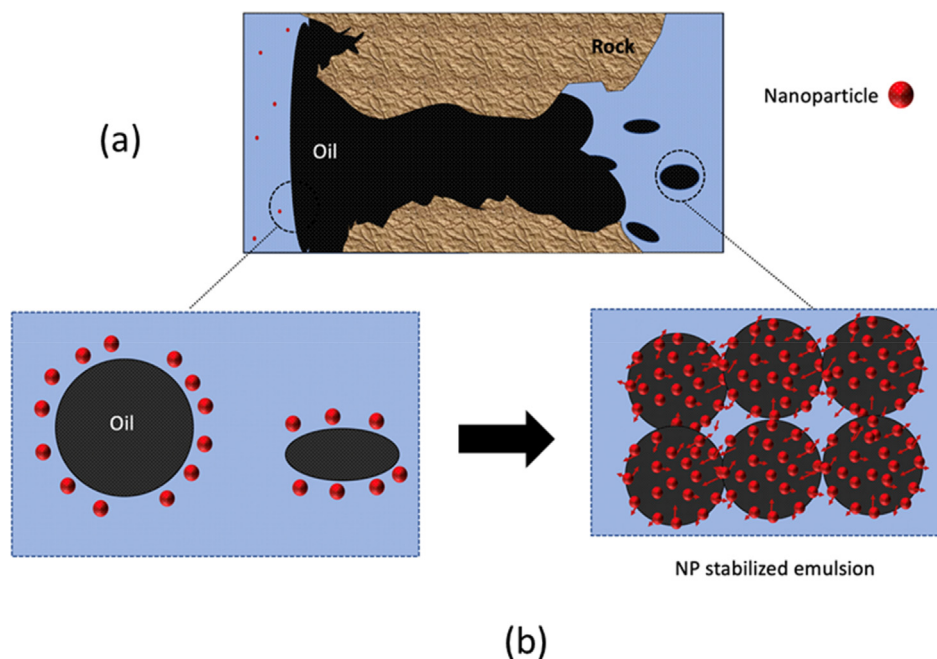 Rock
Nanoparticle
(a)
Oil
Oil
NP stabilized emulsion
(b)